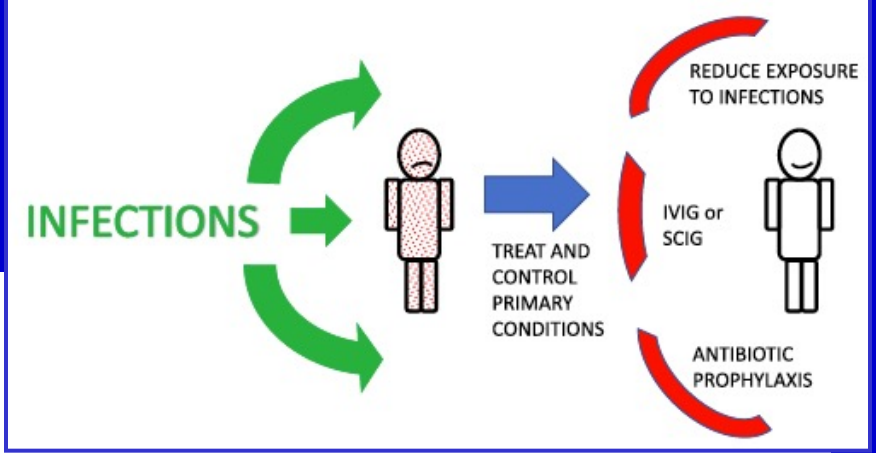 INFECTIONS
TREAT AND
CONTROL
PRIMARY
CONDITIONS
REDUCE EXPOSURE
TO INFECTIONS
IVIG or
SCIG
ANTIBIOTIC
PROPHYLAXIS